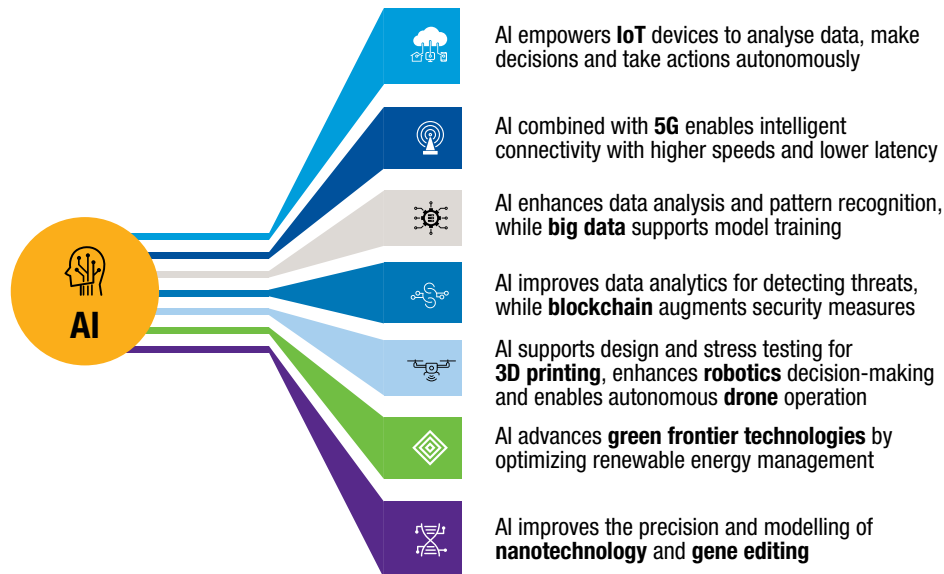 AI
AI empowers IoT devices to analyse data, make
decisions and take actions autonomously
AI combined with 5G enables intelligent
connectivity with higher speeds and lower latency
AI enhances data analysis and pattern recognition,
while big data supports model training
AI improves data analytics for detecting threats,
while blockchain augments security measures
AI supports design and stress testing for
3D printing, enhances robotics decision-making
and enables autonomous drone operation
AI advances green frontier technologies by
optimizing renewable energy management
AI improves the precision and modelling of
nanotechnology and gene editing